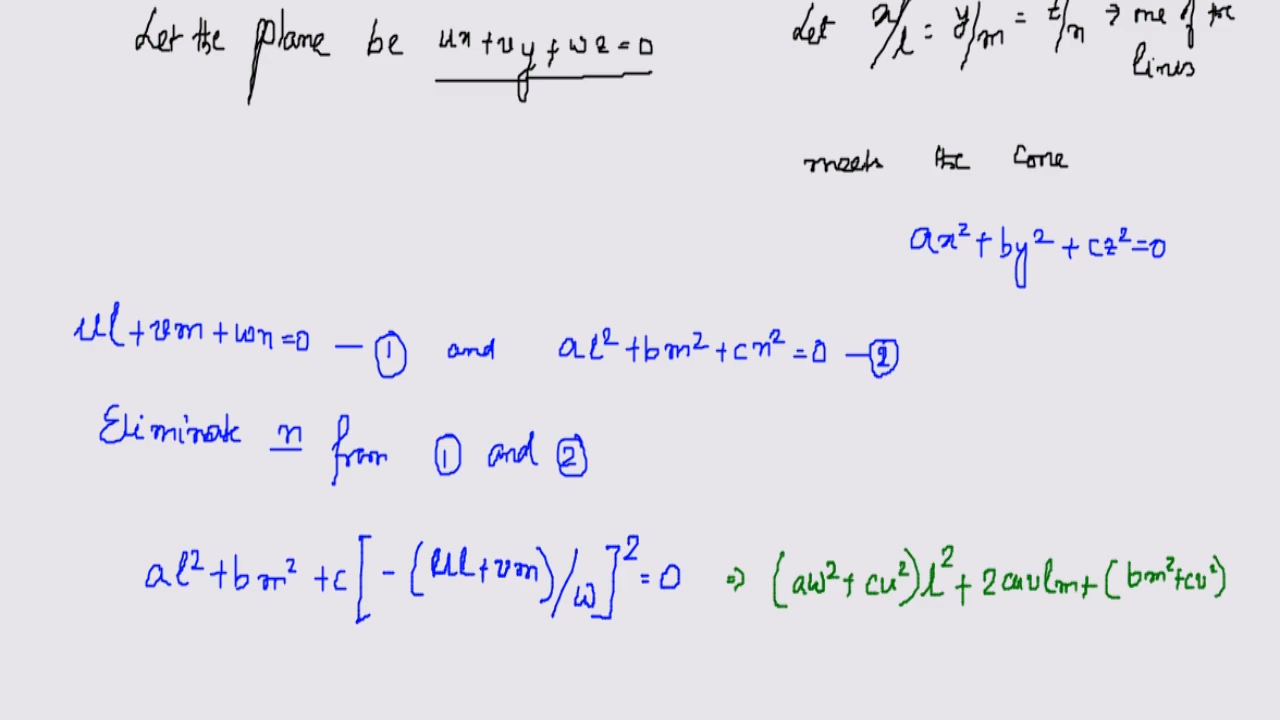 Let the plane be ux + vy + wz = 0
Let x/l = y/m = z/n → one of the
lines
meets the cone
ax² + by² + cz² = 0
ul + vm + wn = 0 — ① and al² + bm² + cn² = 0 — ②
Eliminate n from ① and ②
al² + bm² + c[-(ul + vm)/w]² = 0 ⇒ (aw² + cu²)l² + 2cuvlm + (bm² + cv²)